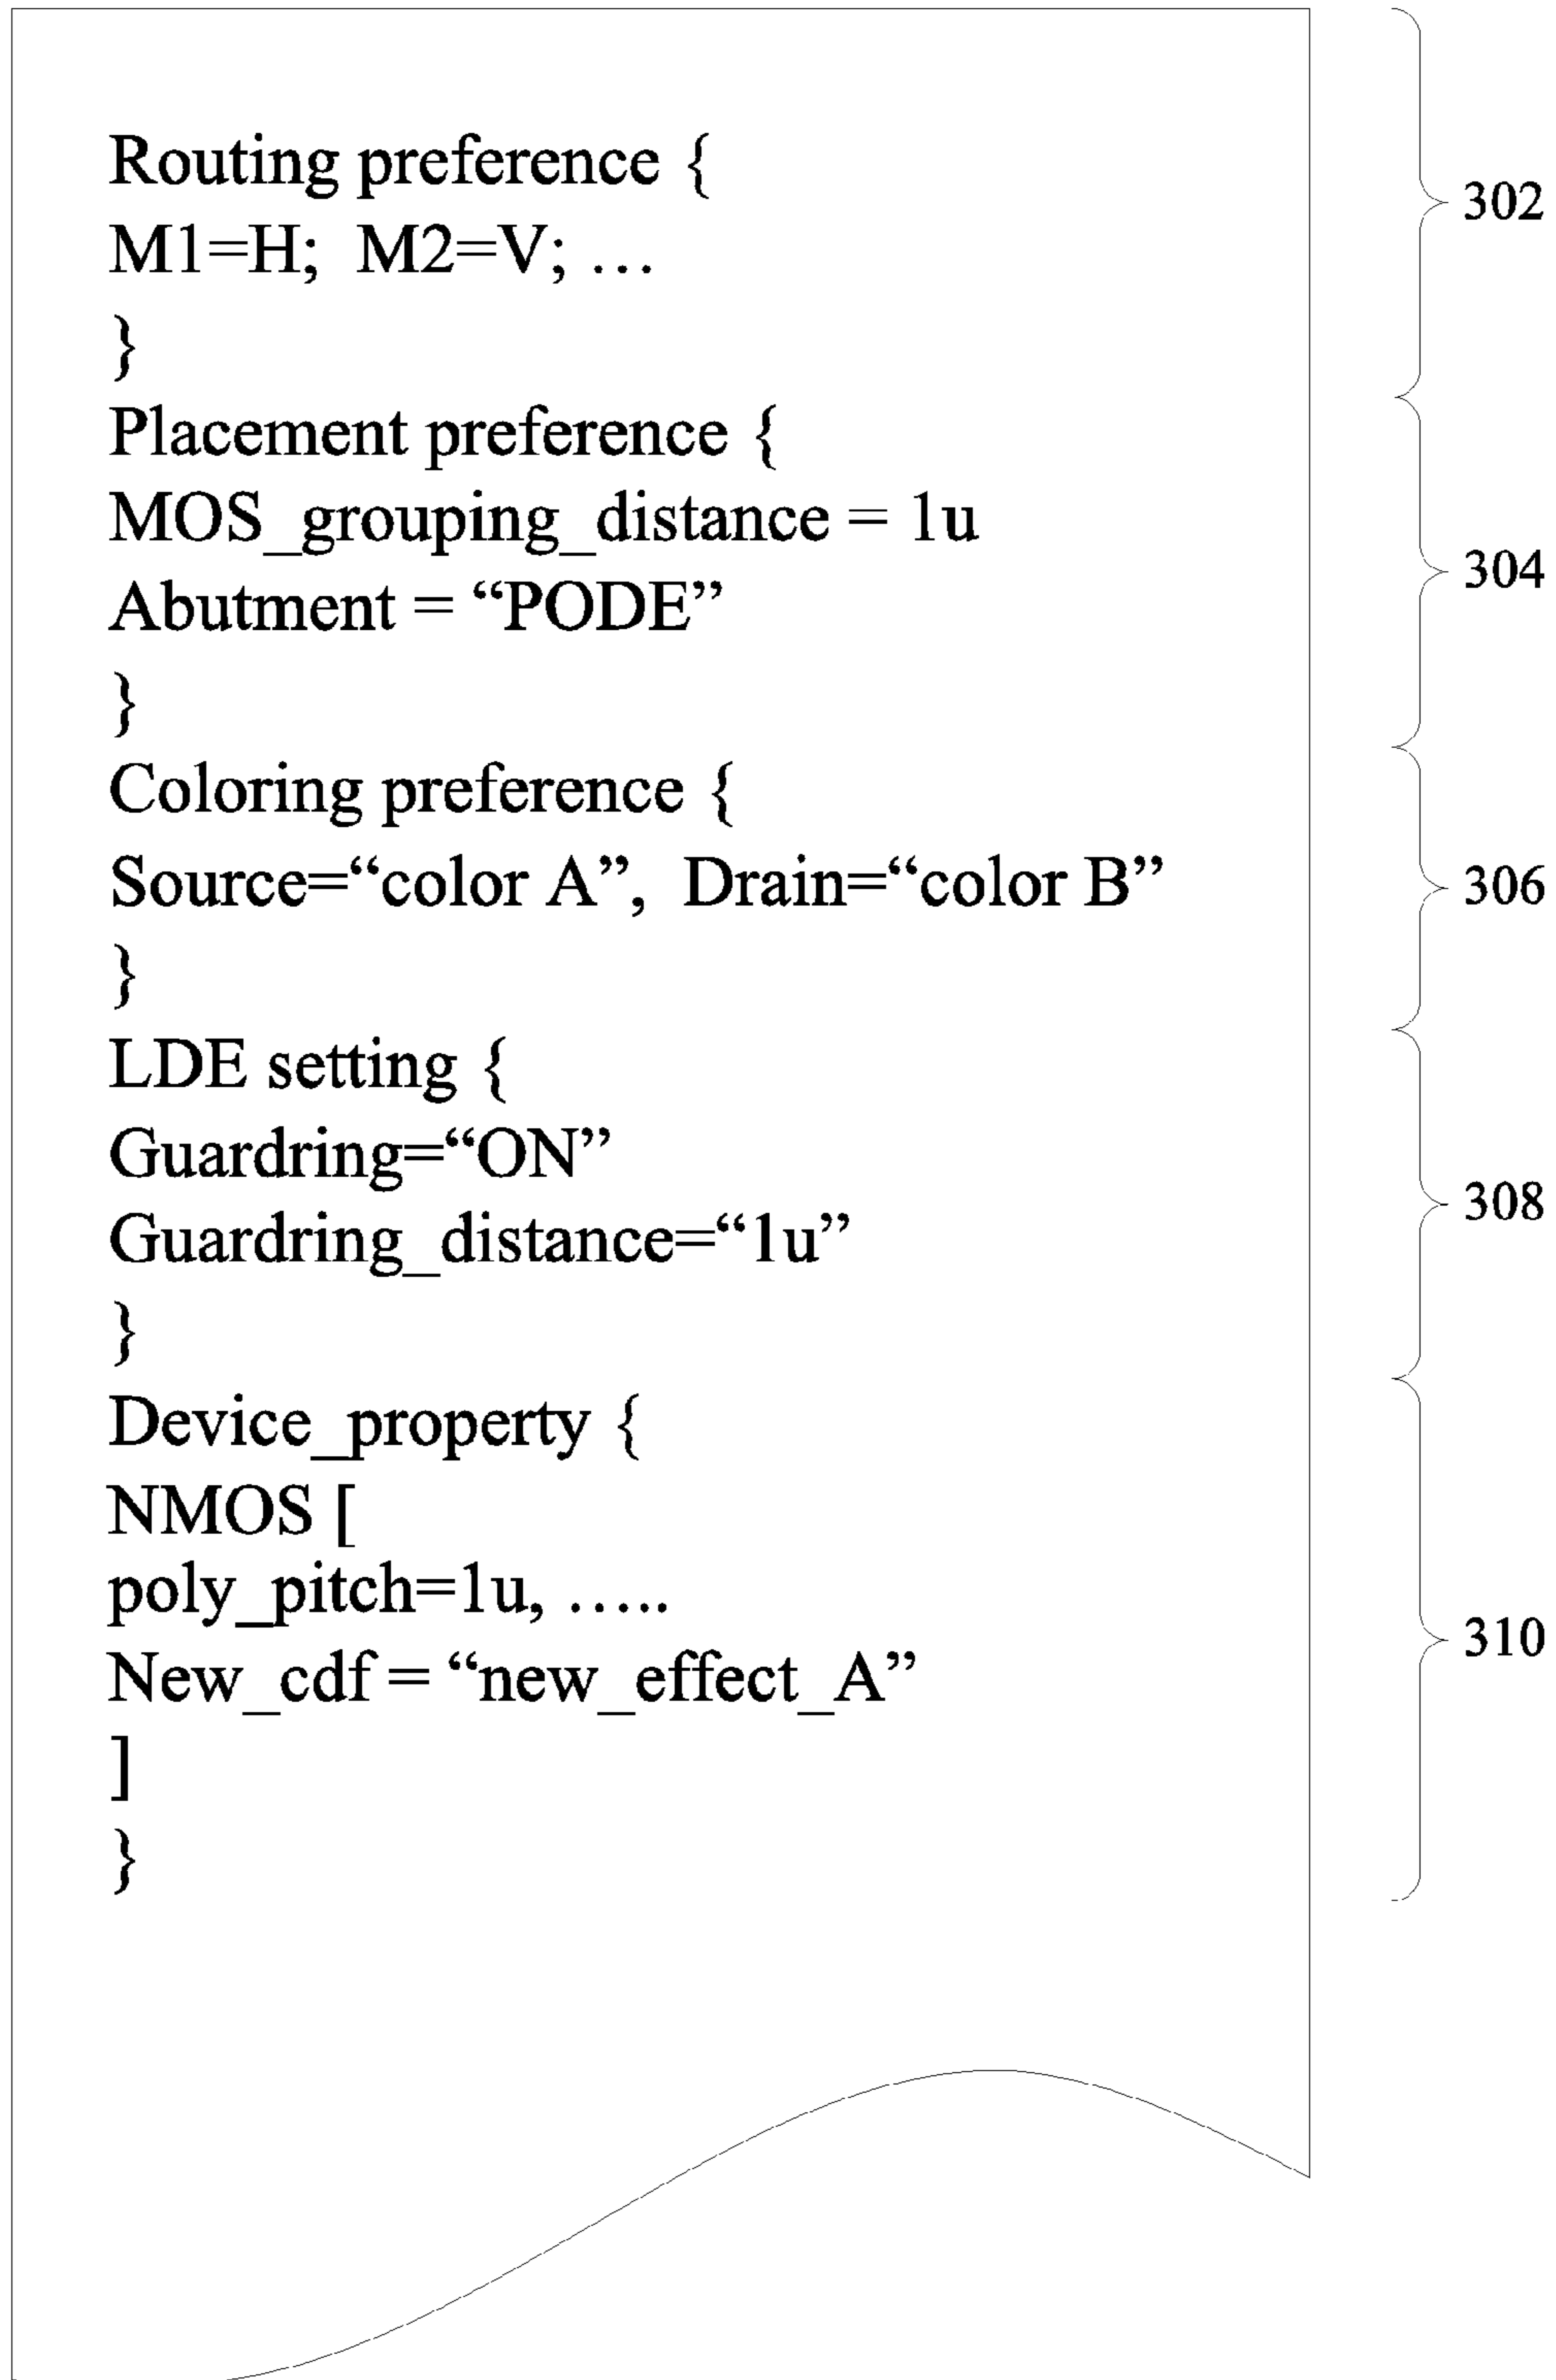 Routing preference {
M1=H;  M2=V; …
}
302
Placement preference {
MOS_grouping_distance = 1u
Abutment = “PODE”
}
304
Coloring preference {
Source=“color A”,  Drain=“color B”
}
306
LDE setting {
Guardring=“ON”
Guardring_distance=“1u”
}
308
Device_property {
NMOS [
poly_pitch=1u, …..
New_cdf = “new_effect_A”
]
}
310